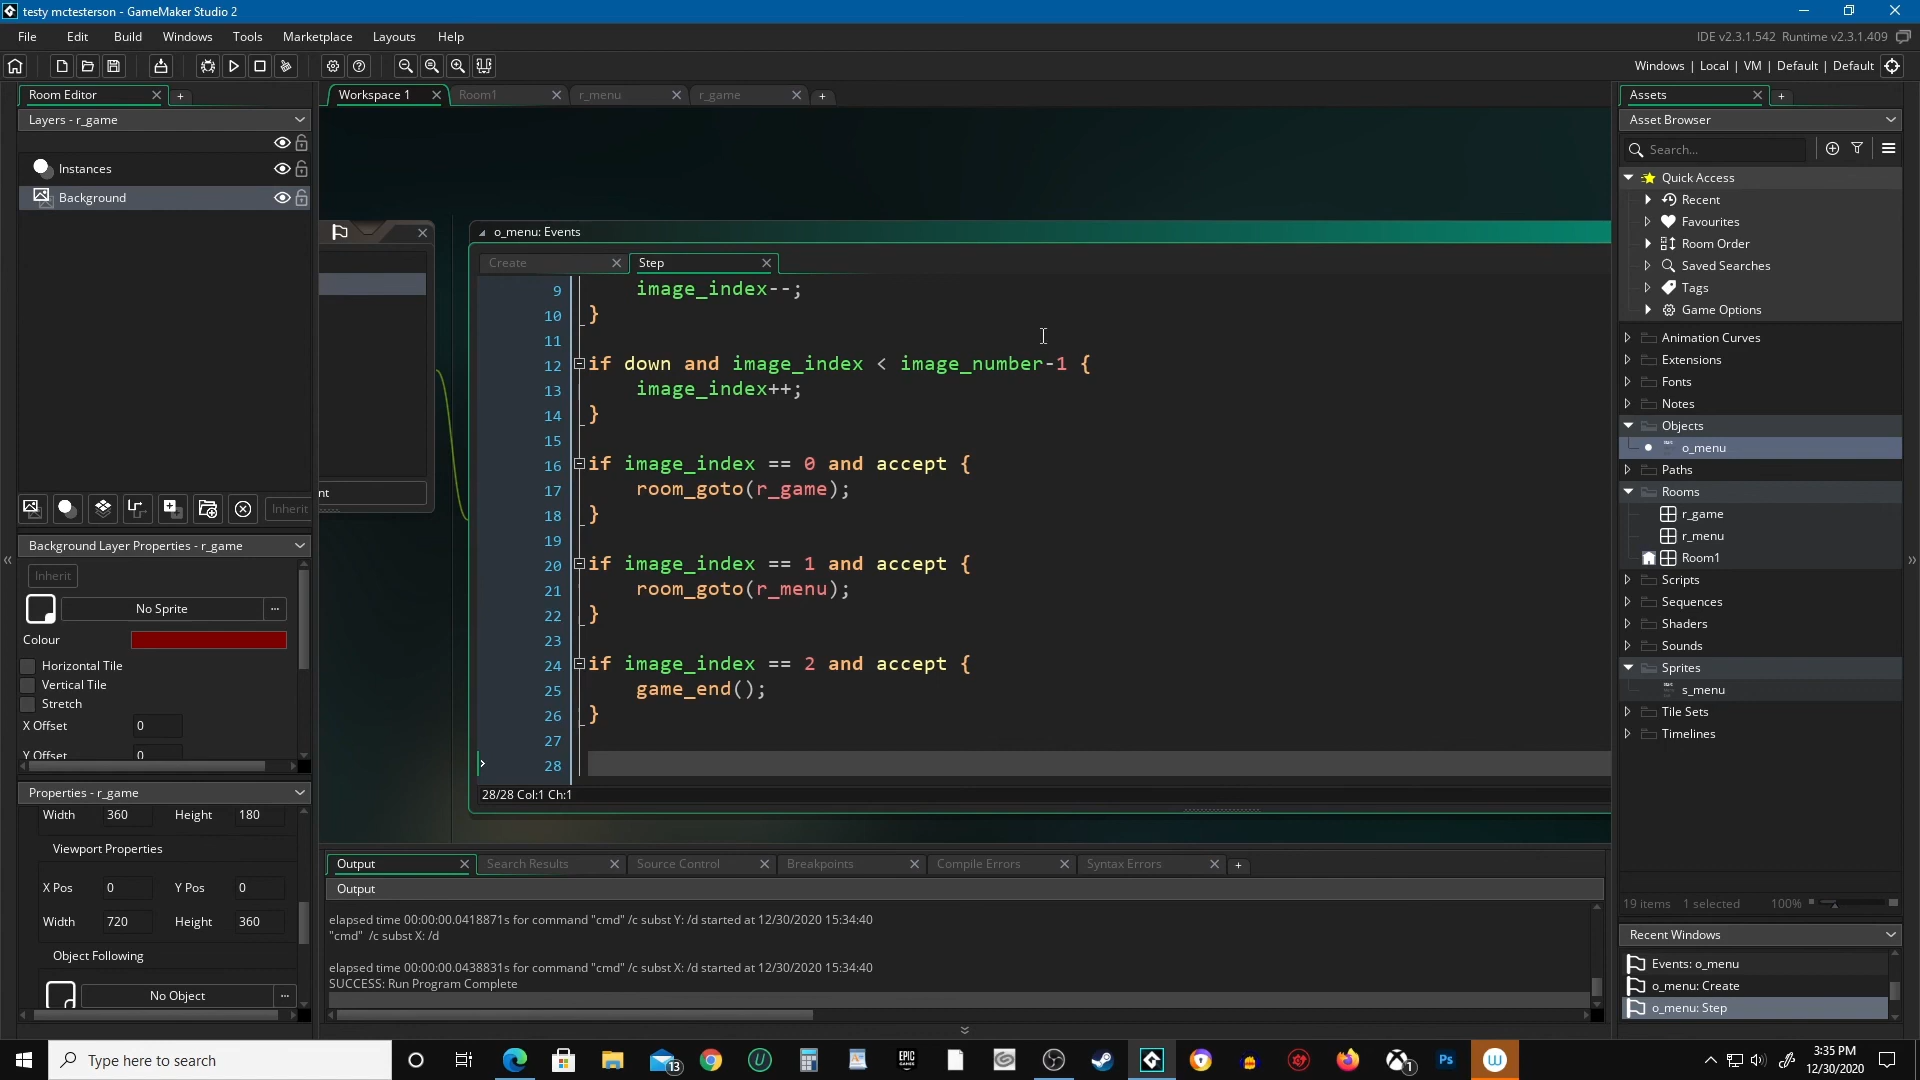 testy mctesterson - GameMaker Studio 2
File Edit Build Windows Tools Marketplace Layouts Help
IDE v2.3.1.542 Runtime v2.3.1.409
Windows | Local | VM | Default | Default
Room Editor
Layers - r_game
Instances
Background
Inherit
Background Layer Properties - r_game
Inherit
No Sprite ...
Colour
Horizontal Tile
Vertical Tile
Stretch
X Offset 0
Y Offset 0
Properties - r_game
Width 360 Height 180
Viewport Properties
X Pos 0 Y Pos 0
Width 720 Height 360
Object Following
No Object ...
Workspace 1 Room1 r_menu r_game
nt
o_menu: Events
Create Step
9 image_index--;
10 }
11
12 if down and image_index < image_number-1 {
13 image_index++;
14 }
15
16 if image_index == 0 and accept {
17 room_goto(r_game);
18 }
19
20 if image_index == 1 and accept {
21 room_goto(r_menu);
22 }
23
24 if image_index == 2 and accept {
25 game_end();
26 }
27
28
28/28 Col:1 Ch:1
Output Search Results Source Control Breakpoints Compile Errors Syntax Errors
Output
elapsed time 00:00:00.0418871s for command "cmd" /c subst Y: /d started at 12/30/2020 15:34:40
"cmd" /c subst X: /d
elapsed time 00:00:00.0438831s for command "cmd" /c subst X: /d started at 12/30/2020 15:34:40
SUCCESS: Run Program Complete
Assets
Asset Browser
Search...
Quick Access
Recent
Favourites
Room Order
Saved Searches
Tags
Game Options
Animation Curves
Extensions
Fonts
Notes
Objects
o_menu
Paths
Rooms
r_game
r_menu
Room1
Scripts
Sequences
Shaders
Sounds
Sprites
s_menu
Tile Sets
Timelines
19 items 1 selected 100%
Recent Windows
Events: o_menu
o_menu: Create
o_menu: Step
Type here to search
13
EPIC
GAMES
1
Ps
W
3:35 PM
12/30/2020